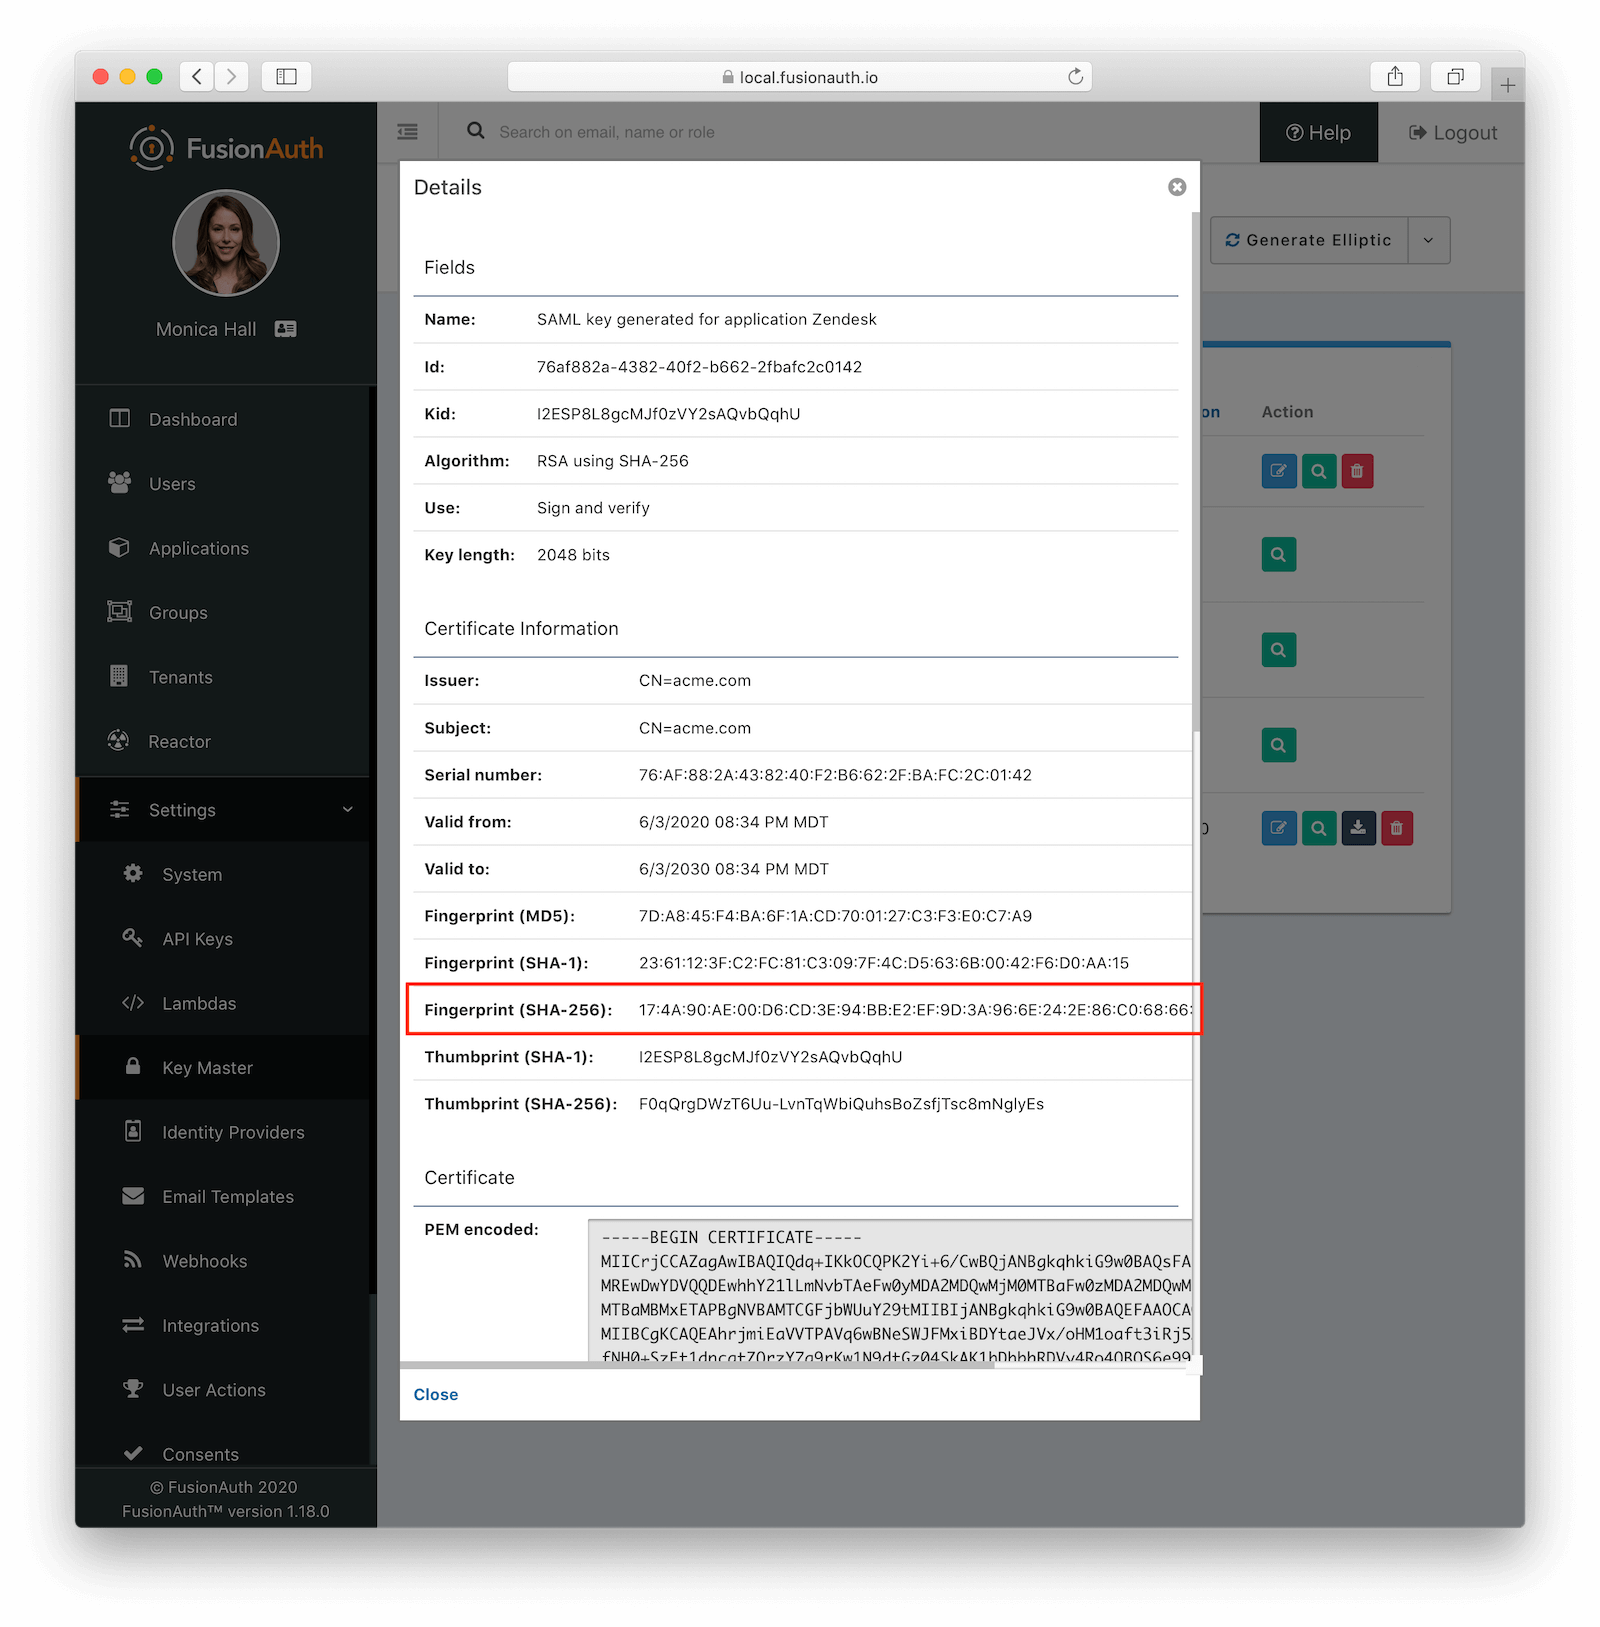 local.fusionauth.io
FusionAuth
Search on email, name or role
Help
Logout
Monica Hall
Dashboard
Users
Applications
Groups
Tenants
Reactor
Settings
System
API Keys
Lambdas
Key Master
Identity Providers
Email Templates
Webhooks
Integrations
User Actions
Consents
© FusionAuth 2020
FusionAuth™ version 1.18.0
Generate Elliptic
on Action
0
Details
Fields
Name: SAML key generated for application Zendesk
Id: 76af882a-4382-40f2-b662-2fbafc2c0142
Kid: I2ESP8L8gcMJf0zVY2sAQvbQqhU
Algorithm: RSA using SHA-256
Use: Sign and verify
Key length: 2048 bits
Certificate Information
Issuer: CN=acme.com
Subject: CN=acme.com
Serial number: 76:AF:88:2A:43:82:40:F2:B6:62:2F:BA:FC:2C:01:42
Valid from: 6/3/2020 08:34 PM MDT
Valid to: 6/3/2030 08:34 PM MDT
Fingerprint (MD5): 7D:A8:45:F4:BA:6F:1A:CD:70:01:27:C3:F3:E0:C7:A9
Fingerprint (SHA-1): 23:61:12:3F:C2:FC:81:C3:09:7F:4C:D5:63:6B:00:42:F6:D0:AA:15
Fingerprint (SHA-256): 17:4A:90:AE:00:D6:CD:3E:94:BB:E2:EF:9D:3A:96:6E:24:2E:86:C0:68:66:
Thumbprint (SHA-1): I2ESP8L8gcMJf0zVY2sAQvbQqhU
Thumbprint (SHA-256): F0qQrgDWzT6Uu-LvnTqWbiQuhsBoZsfjTsc8mNglyEs
Certificate
PEM encoded: -----BEGIN CERTIFICATE-----
MIICrjCCAZagAwIBAQIQdq+IKkOCQPK2Yi+6/CwBQjANBgkqhkiG9w0BAQsFA
MREwDwYDVQQDEwhhY21lLmNvbTAeFw0yMDA2MDQwMjM0MTBaFw0zMDA2MDQwM
MTBaMBMxETAPBgNVBAMTCGFjbWUuY29tMIIBIjANBgkqhkiG9w0BAQEFAAOCA
MIIBCgKCAQEAhrjmiEaVVTPAVq6wBNeSWJFMxiBDYtaeJVx/oHM1oaft3iRj5
Close